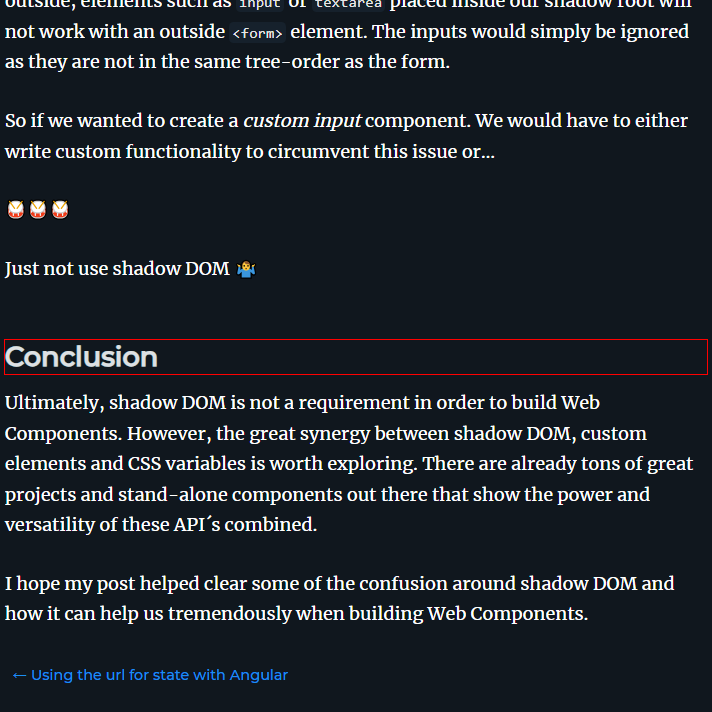 outside, elements such as input or textarea placed inside our shadow root will
not work with an outside <form> element. The inputs would simply be ignored
as they are not in the same tree-order as the form.
So if we wanted to create a custom input component. We would have to either
write custom functionality to circumvent this issue or...
🥁🥁🥁
Just not use shadow DOM 🤷‍♂️
Conclusion
Ultimately, shadow DOM is not a requirement in order to build Web
Components. However, the great synergy between shadow DOM, custom
elements and CSS variables is worth exploring. There are already tons of great
projects and stand-alone components out there that show the power and
versatility of these API´s combined.
I hope my post helped clear some of the confusion around shadow DOM and
how it can help us tremendously when building Web Components.
← Using the url for state with Angular